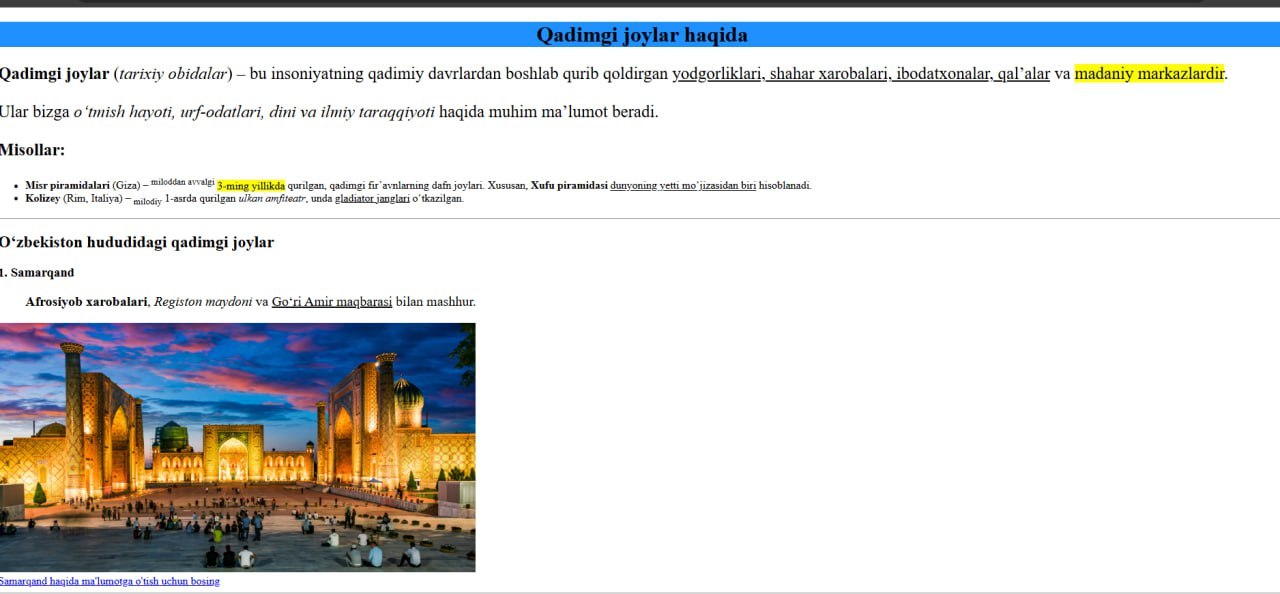 Qadimgi joylar haqida
Qadimgi joylar (tarixiy obidalar) – bu insoniyatning qadimiy davrlardan boshlab qurib qoldirgan yodgorliklari, shahar xarobalari, ibodatxonalar, qal’alar va madaniy markazlardir.
Ular bizga o‘tmish hayoti, urf-odatlari, dini va ilmiy taraqqiyoti haqida muhim ma’lumot beradi.
Misollar:
• Misr piramidalari (Giza) – miloddan avvalgi 3-ming yillikda qurilgan, qadimgi fir’avnlarning dafn joylari. Xususan, Xufu piramidasi dunyoning yetti mo‘jizasidan biri hisoblanadi.
• Kolizey (Rim, Italiya) – milodiy 1-asrda qurilgan ulkan amfiteatr, unda gladiator janglari o‘tkazilgan.
O‘zbekiston hududidagi qadimgi joylar
1. Samarqand
Afrosiyob xarobalari, Registon maydoni va Go‘ri Amir maqbarasi bilan mashhur.
Samarqand haqida ma'lumotga o'tish uchun bosing